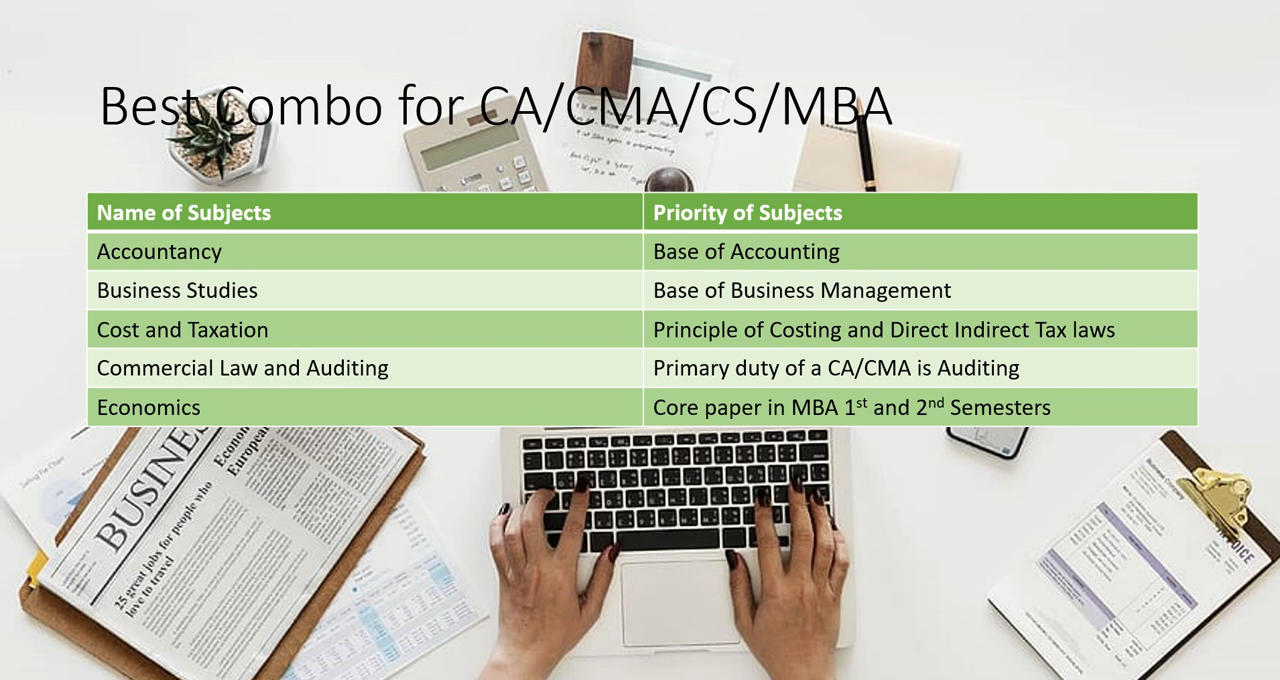 Best Combo for CA/CMA/CS/MBA
Name of Subjects Priority of Subjects
Accountancy Base of Accounting
Business Studies Base of Business Management
Cost and Taxation Principle of Costing and Direct Indirect Tax laws
Commercial Law and Auditing Primary duty of a CA/CMA is Auditing
Economics Core paper in MBA 1st and 2nd Semesters
BUSINES
Econom
European
25 great jobs for people who
love to travel